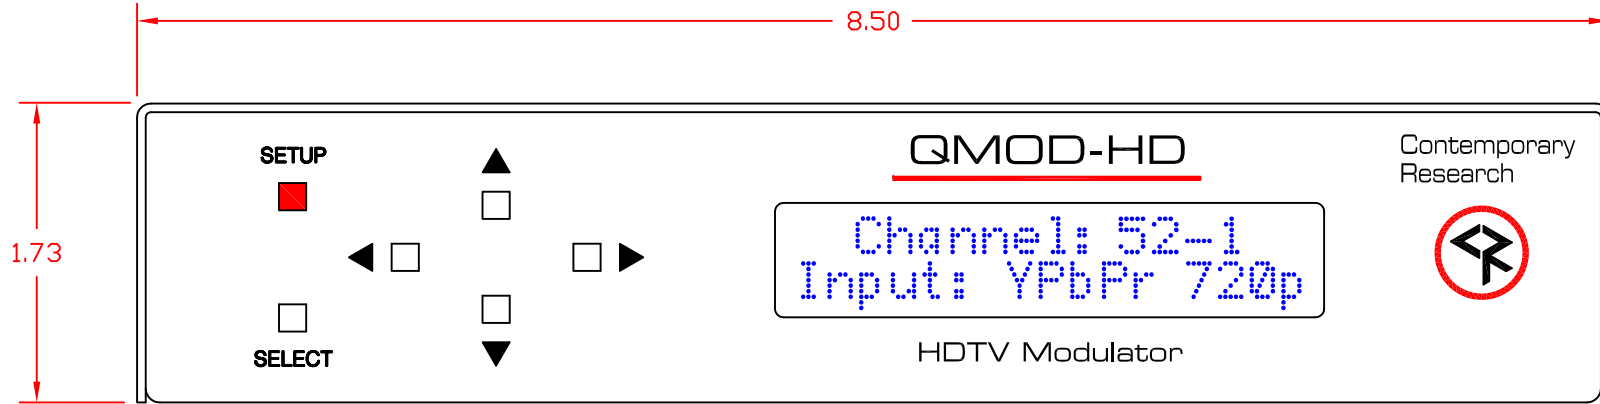 8.50
1.73
SETUP
SELECT
QMOD-HD
Channel: 52-1
Input: YPbPr 720p
HDTV Modulator
Contemporary
Research